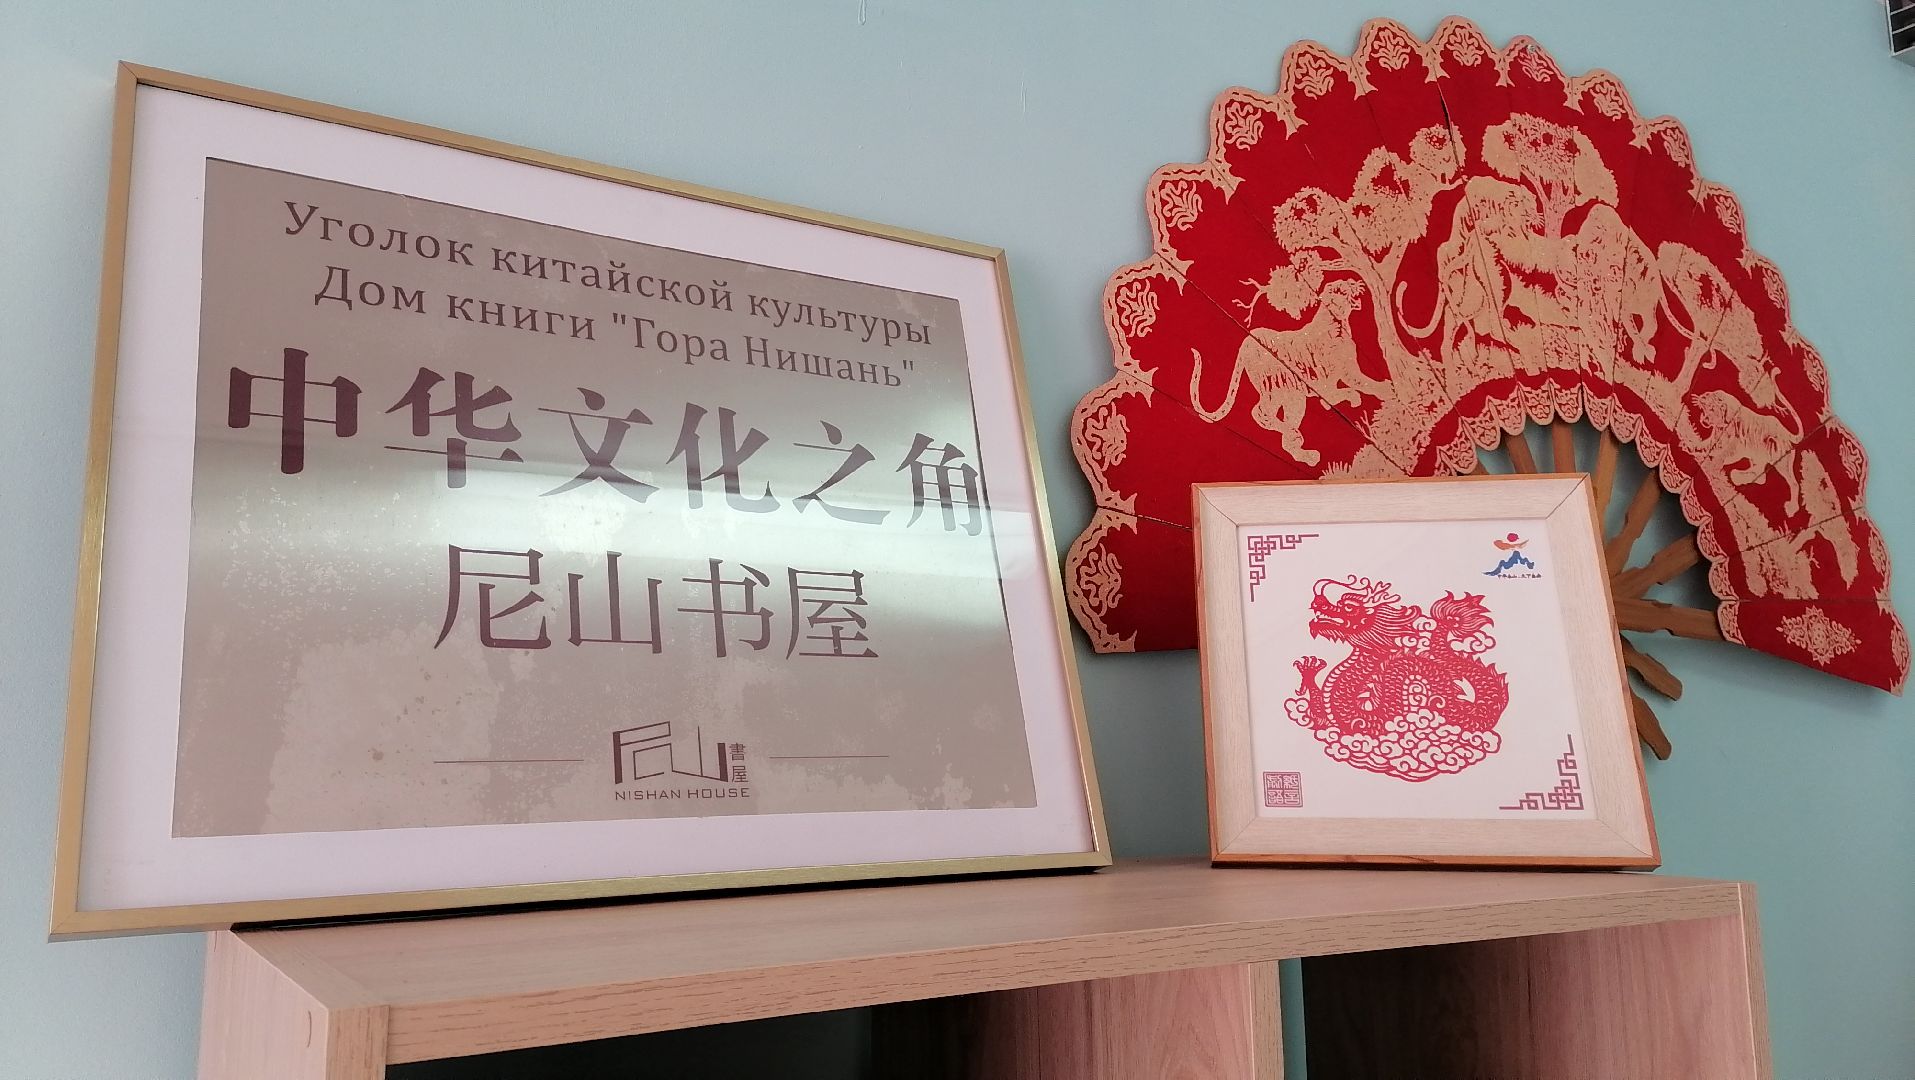 Уголок китайской культуры
Дом книги "Гора Нишань"
中华文化之角
尼山书屋
尼山書屋
NISHAN HOUSE